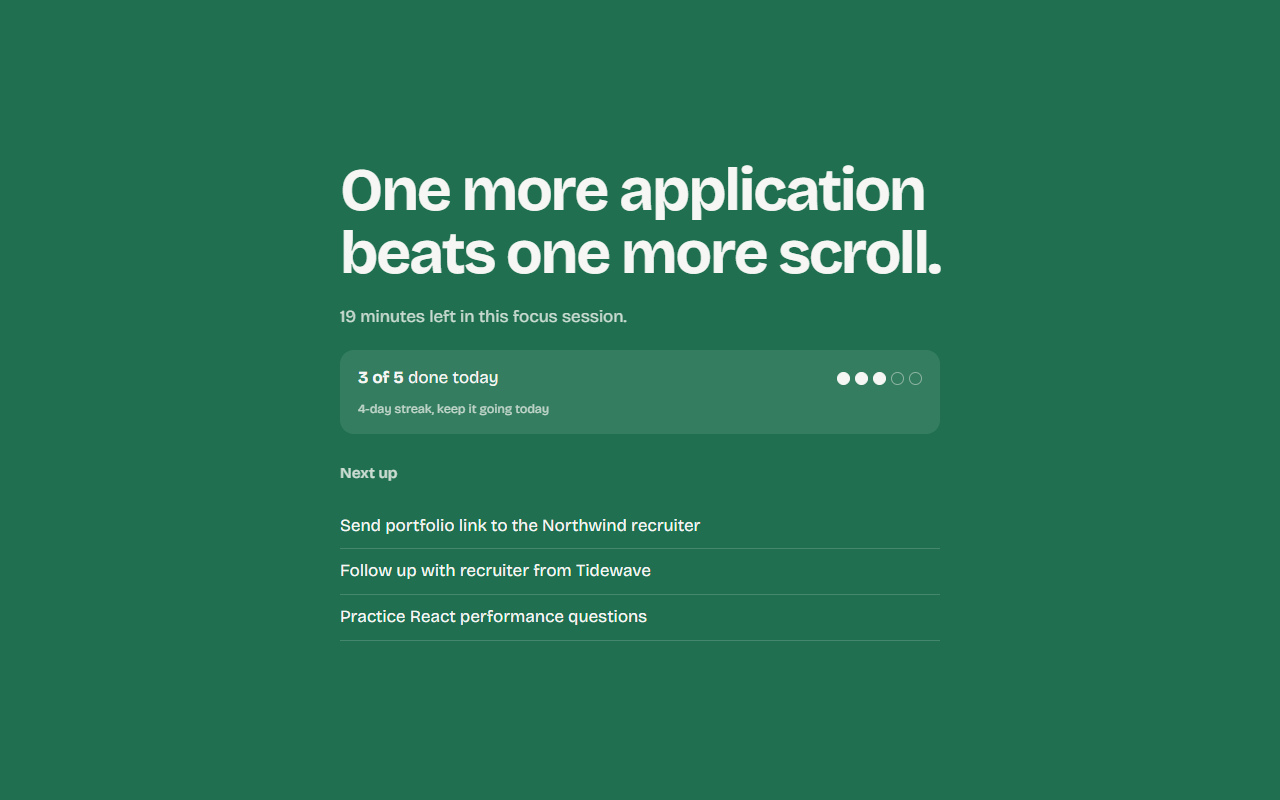 One more application
beats one more scroll.
19 minutes left in this focus session.
3 of 5 done today
4-day streak, keep it going today
Next up
Send portfolio link to the Northwind recruiter
Follow up with recruiter from Tidewave
Practice React performance questions